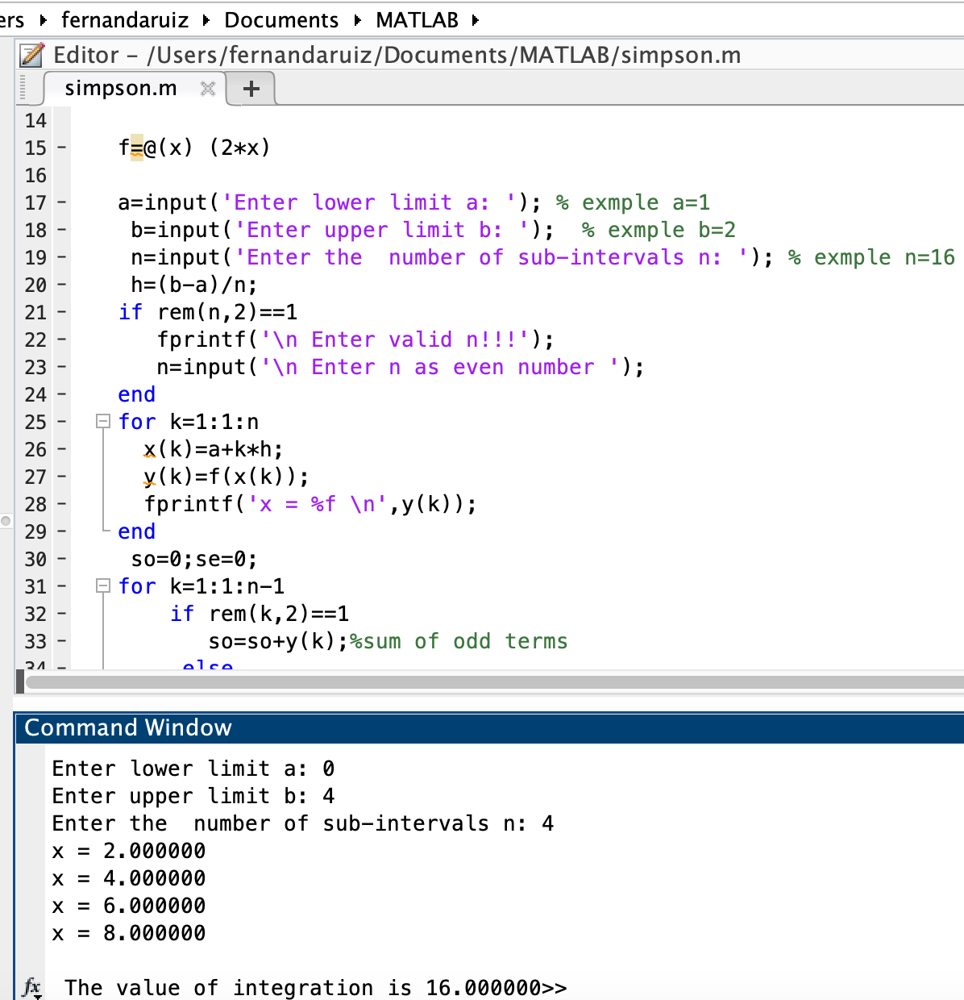 ers ▸ fernandaruiz ▸ Documents ▸ MATLAB ▸
Editor – /Users/fernandaruiz/Documents/MATLAB/simpson.m
simpson.m × +
14
15 – f=@(x) (2*x)
16
17 – a=input('Enter lower limit a: '); % exmple a=1
18 – b=input('Enter upper limit b: ');  % exmple b=2
19 – n=input('Enter the  number of sub-intervals n: '); % exmple n=16
20 – h=(b-a)/n;
21 – if rem(n,2)==1
22 – fprintf('\n Enter valid n!!!');
23 – n=input('\n Enter n as even number ');
24 – end
25 – for k=1:1:n
26 – x(k)=a+k*h;
27 – y(k)=f(x(k));
28 – fprintf('x = %f \n',y(k));
29 – end
30 – so=0;se=0;
31 – for k=1:1:n-1
32 – if rem(k,2)==1
33 – so=so+y(k);%sum of odd terms
34 – else
Command Window
Enter lower limit a: 0
Enter upper limit b: 4
Enter the  number of sub-intervals n: 4
x = 2.000000
x = 4.000000
x = 6.000000
x = 8.000000
fx The value of integration is 16.000000>>